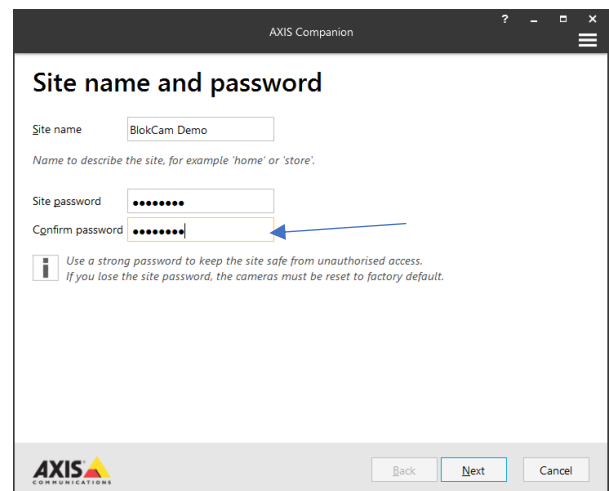 AXIS Companion
?
Site name and password
Site name BlokCam Demo
Name to describe the site, for example 'home' or 'store'.
Site password ●●●●●●●●
Confirm password ●●●●●●●●
i Use a strong password to keep the site safe from unauthorised access.
If you lose the site password, the cameras must be reset to factory default.
AXIS
COMMUNICATIONS
Back Next Cancel